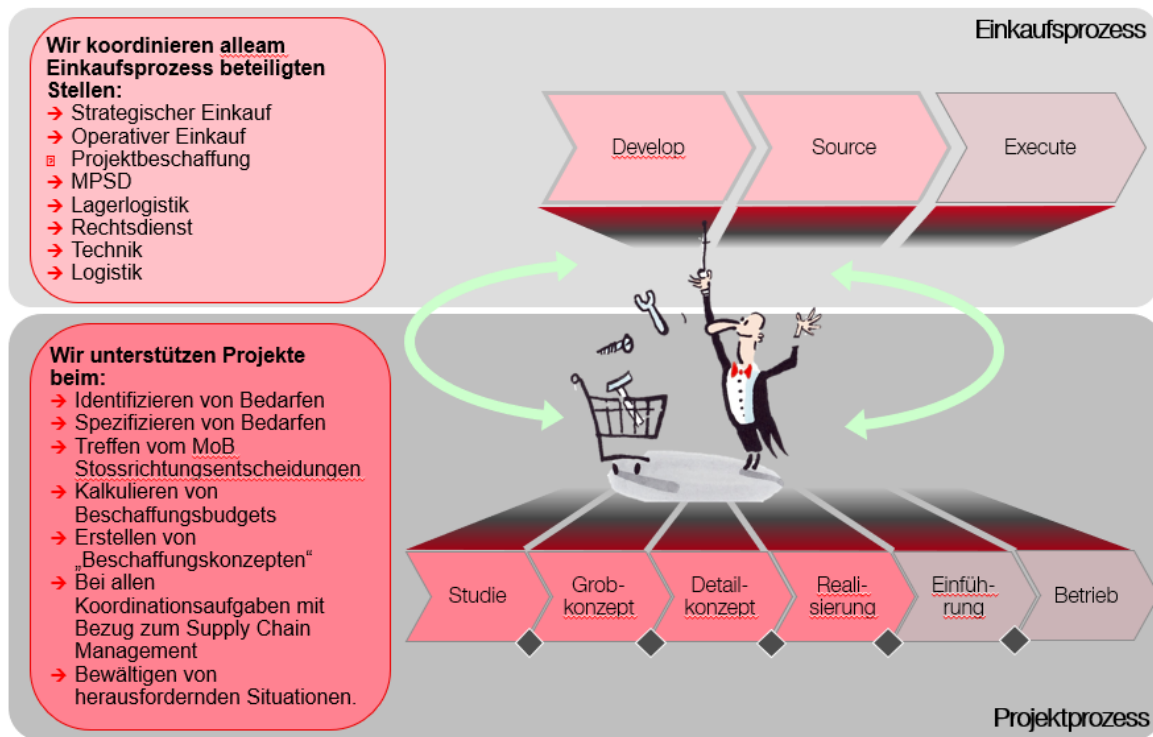 Einkaufsprozess
Wir koordinieren alleam
Einkaufsprozess beteiligten
Stellen:
→ Strategischer Einkauf
→ Operativer Einkauf
Projektbeschaffung
→ MPSD
→ Lagerlogistik
→ Rechtsdienst
→ Technik
→ Logistik
Develop
Source
Execute
Wir unterstützen Projekte
beim:
→ Identifizieren von Bedarfen
→ Spezifizieren von Bedarfen
→ Treffen vom MoB
Stossrichtungsentscheidungen
→ Kalkulieren von
Beschaffungsbudgets
→ Erstellen von
„Beschaffungskonzepten“
→ Bei allen
Koordinationsaufgaben mit
Bezug zum Supply Chain
Management
→ Bewältigen von
herausfordernden Situationen.
Studie
Grob-
konzept
Detail-
konzept
Reali-
sierung
Einfüh-
rung
Betrieb
Projektprozess